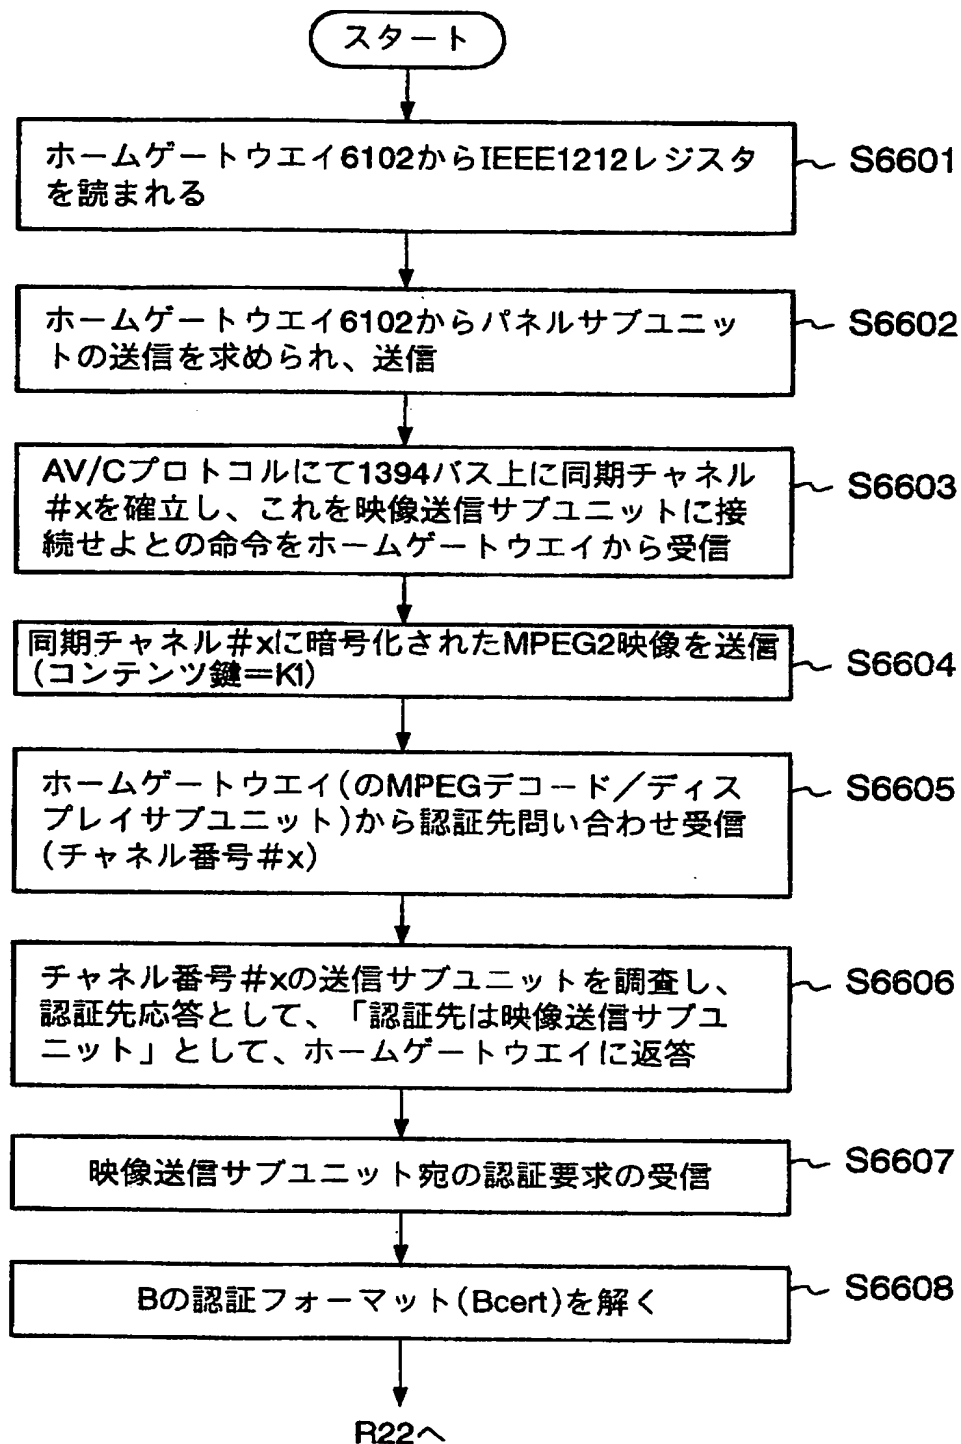 スタート
ホームゲートウエイ6102からIEEE1212レジスタ
を読まれる
S6601
ホームゲートウエイ6102からパネルサブユニッ
トの送信を求められ、送信
S6602
AV/Cプロトコルにて1394バス上に同期チャネル
#xを確立し、これを映像送信サブユニットに接
続せよとの命令をホームゲートウエイから受信
S6603
同期チャネル#xに暗号化されたMPEG2映像を送信
(コンテンツ鍵=K1)
S6604
ホームゲートウエイ(のMPEGデコード/ディス
プレイサブユニット)から認証先問い合わせ受信
(チャネル番号#x)
S6605
チャネル番号#xの送信サブユニットを調査し、
認証先応答として、「認証先は映像送信サブユ
ニット」として、ホームゲートウエイに返答
S6606
映像送信サブユニット宛の認証要求の受信
S6607
Bの認証フォーマット(Bcert)を解く
S6608
R22へ